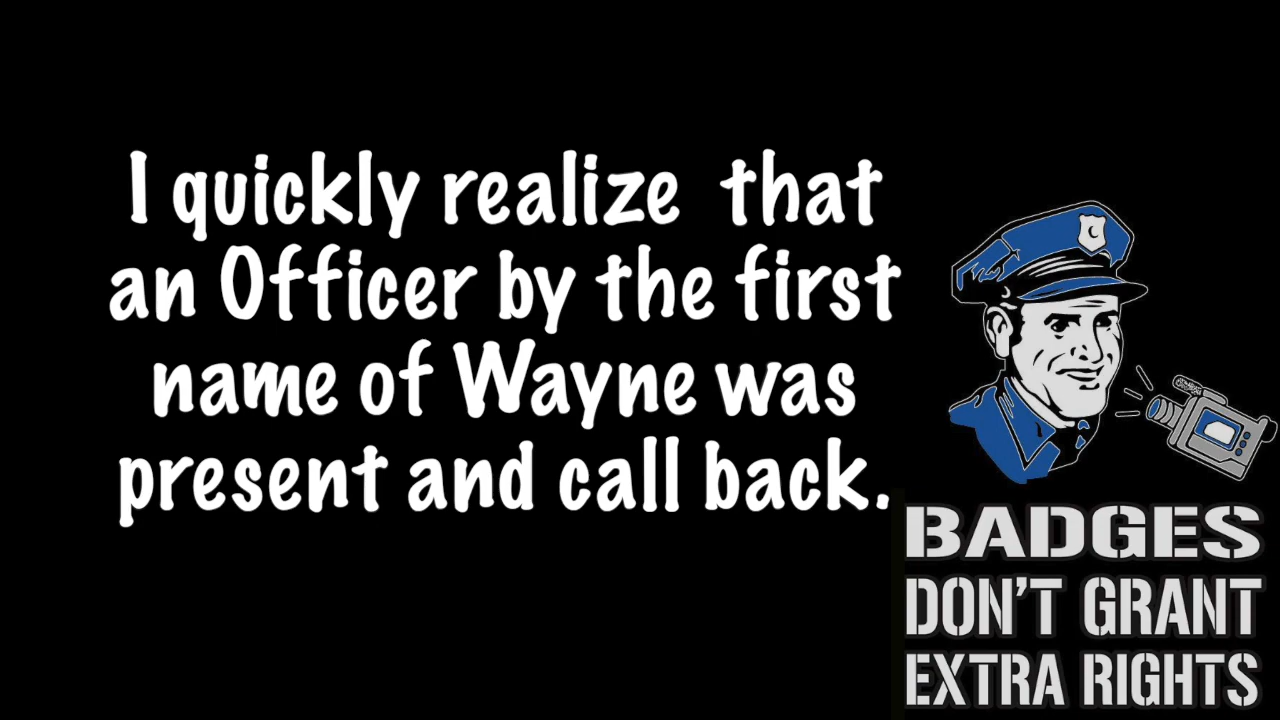 I quickly realize that
an Officer by the first
name of Wayne was
present and call back.
BADGES
DON'T GRANT
EXTRA RIGHTS